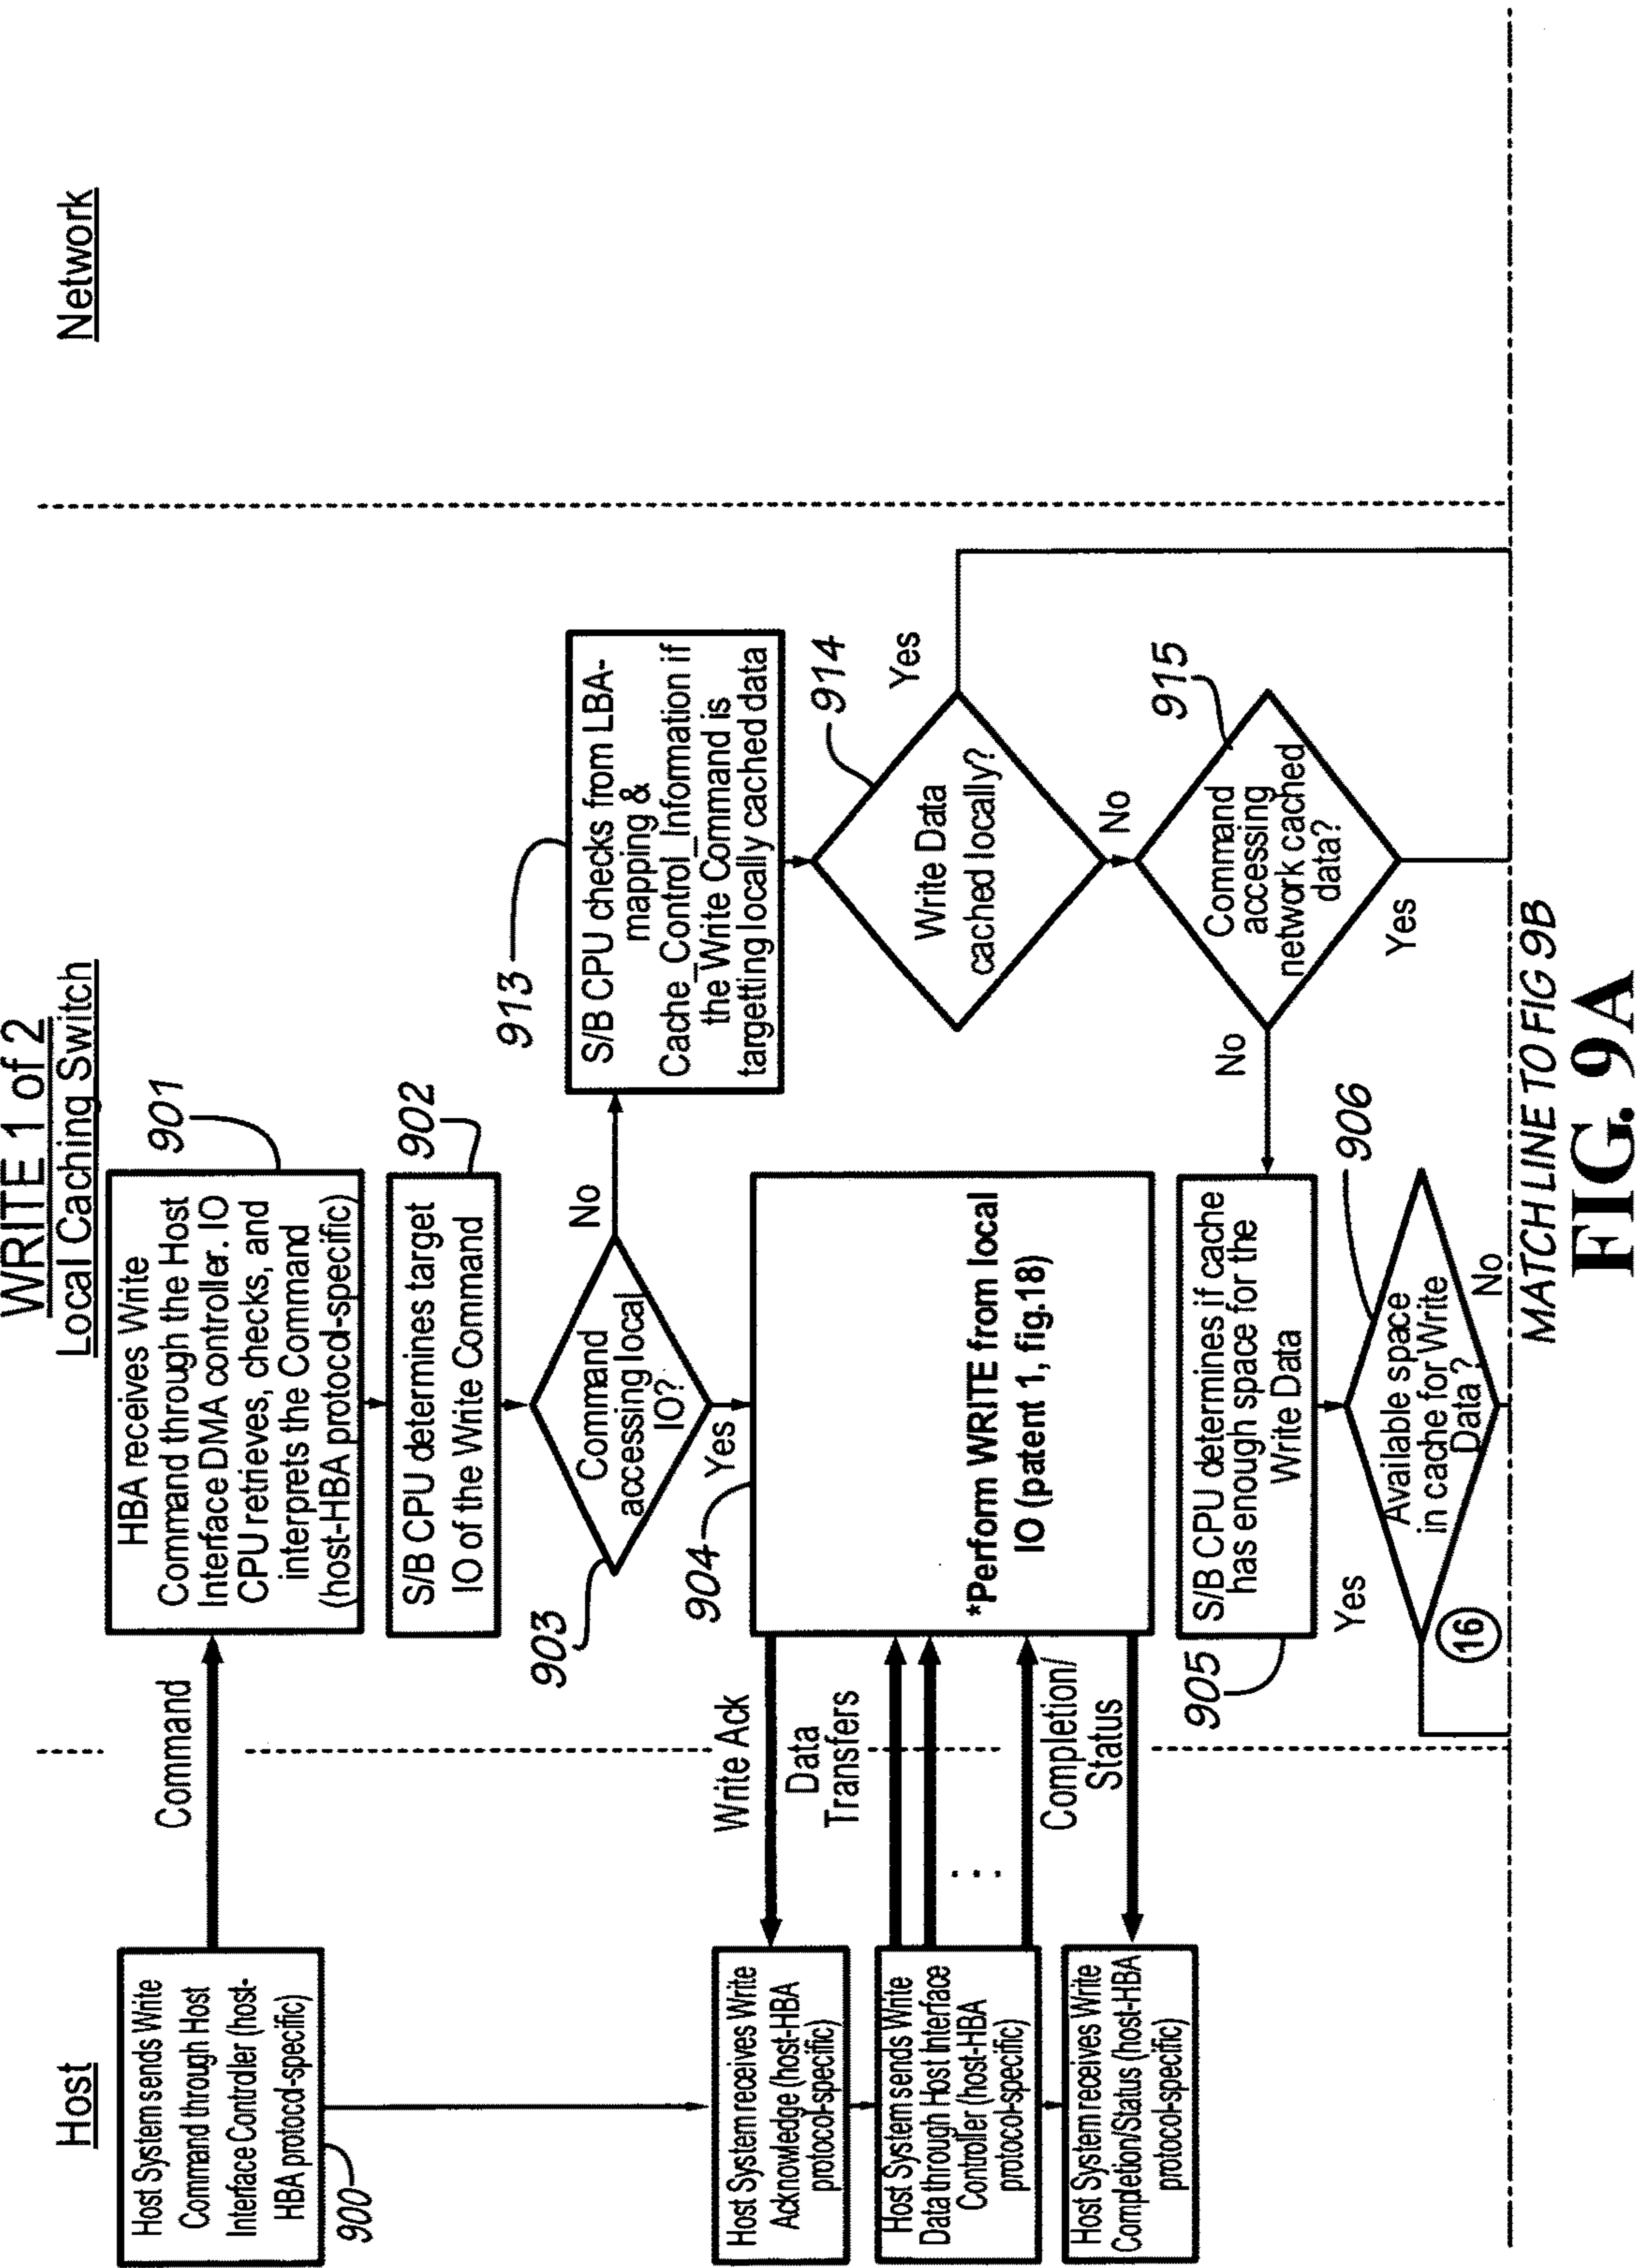 WRITE 1 of 2
Host
Local Caching Switch
Network
Host System sends Write
Command through Host
Interface Controller (host-
HBA protocol-specific)
900
Command
HBA receives Write
Command through the Host
Interface DMA controller. IO
CPU retrieves, checks, and
interprets the Command
(host-HBA protocol-specific)
901
S/B CPU determines target
IO of the Write Command
902
Command
accessing local
IO?
903
No
Yes
S/B CPU checks from LBA-
mapping &
Cache_Control_Information if
the Write Command is
targetting locally cached data
913
Write Data
cached locally?
914
Yes
No
Command
accessing
network cached
data?
915
No
Yes
904
*Perform WRITE from local
IO (patent 1, fig.18)
Write Ack
Data
Transfers
Completion/
Status
Host System receives Write
Acknowledge (host-HBA
protocol-specific)
Host System sends Write
Data through Host Interface
Controller (host-HBA
protocol-specific)
Host System receives Write
Completion/Status (host-HBA
protocol-specific)
S/B CPU determines if cache
has enough space for the
Write Data
905
Available space
in cache for Write
Data ?
906
Yes
No
16
MATCH LINE TO FIG 9B
FIG. 9A